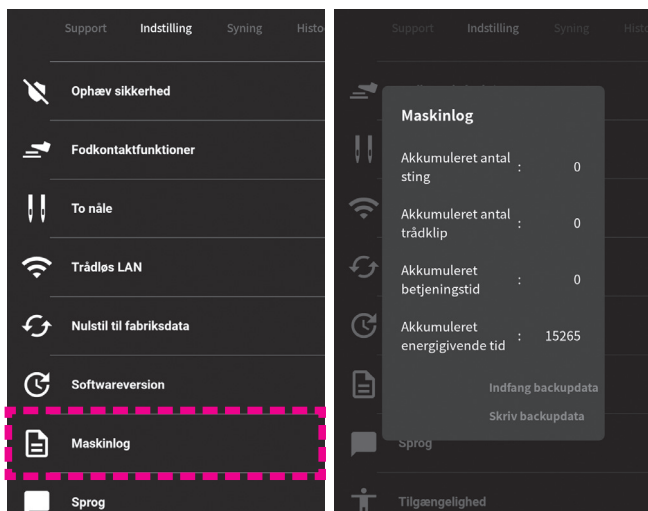 Support Indstilling Syning Histo
Ophæv sikkerhed
Fodkontaktfunktioner
To nåle
Trådløs LAN
Nulstil til fabriksdata
Softwareversion
Maskinlog
Sprog
Support Indstilling Syning Histo
Maskinlog
Akkumuleret antal
sting : 0
Akkumuleret antal
trådklip : 0
Akkumuleret
betjeningstid : 0
Akkumuleret
energigivende tid : 15265
Indfang backupdata
Skriv backupdata
Sprog
Tilgængelighed